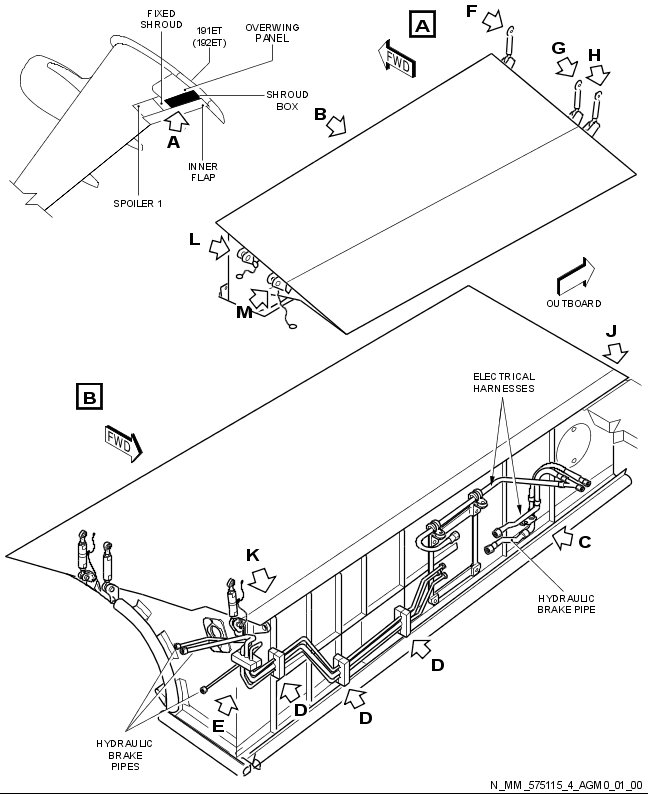 FIXED
SHROUD
191ET
(192ET)
OVERWING
PANEL
SHROUD
BOX
A
INNER
FLAP
SPOILER 1
A
FWD
F
G
H
B
L
M
OUTBOARD
J
B
FWD
ELECTRICAL
HARNESSES
K
C
HYDRAULIC
BRAKE PIPE
D
D
D
E
HYDRAULIC
BRAKE
PIPES
N_MM_575115_4_AGM0_01_00